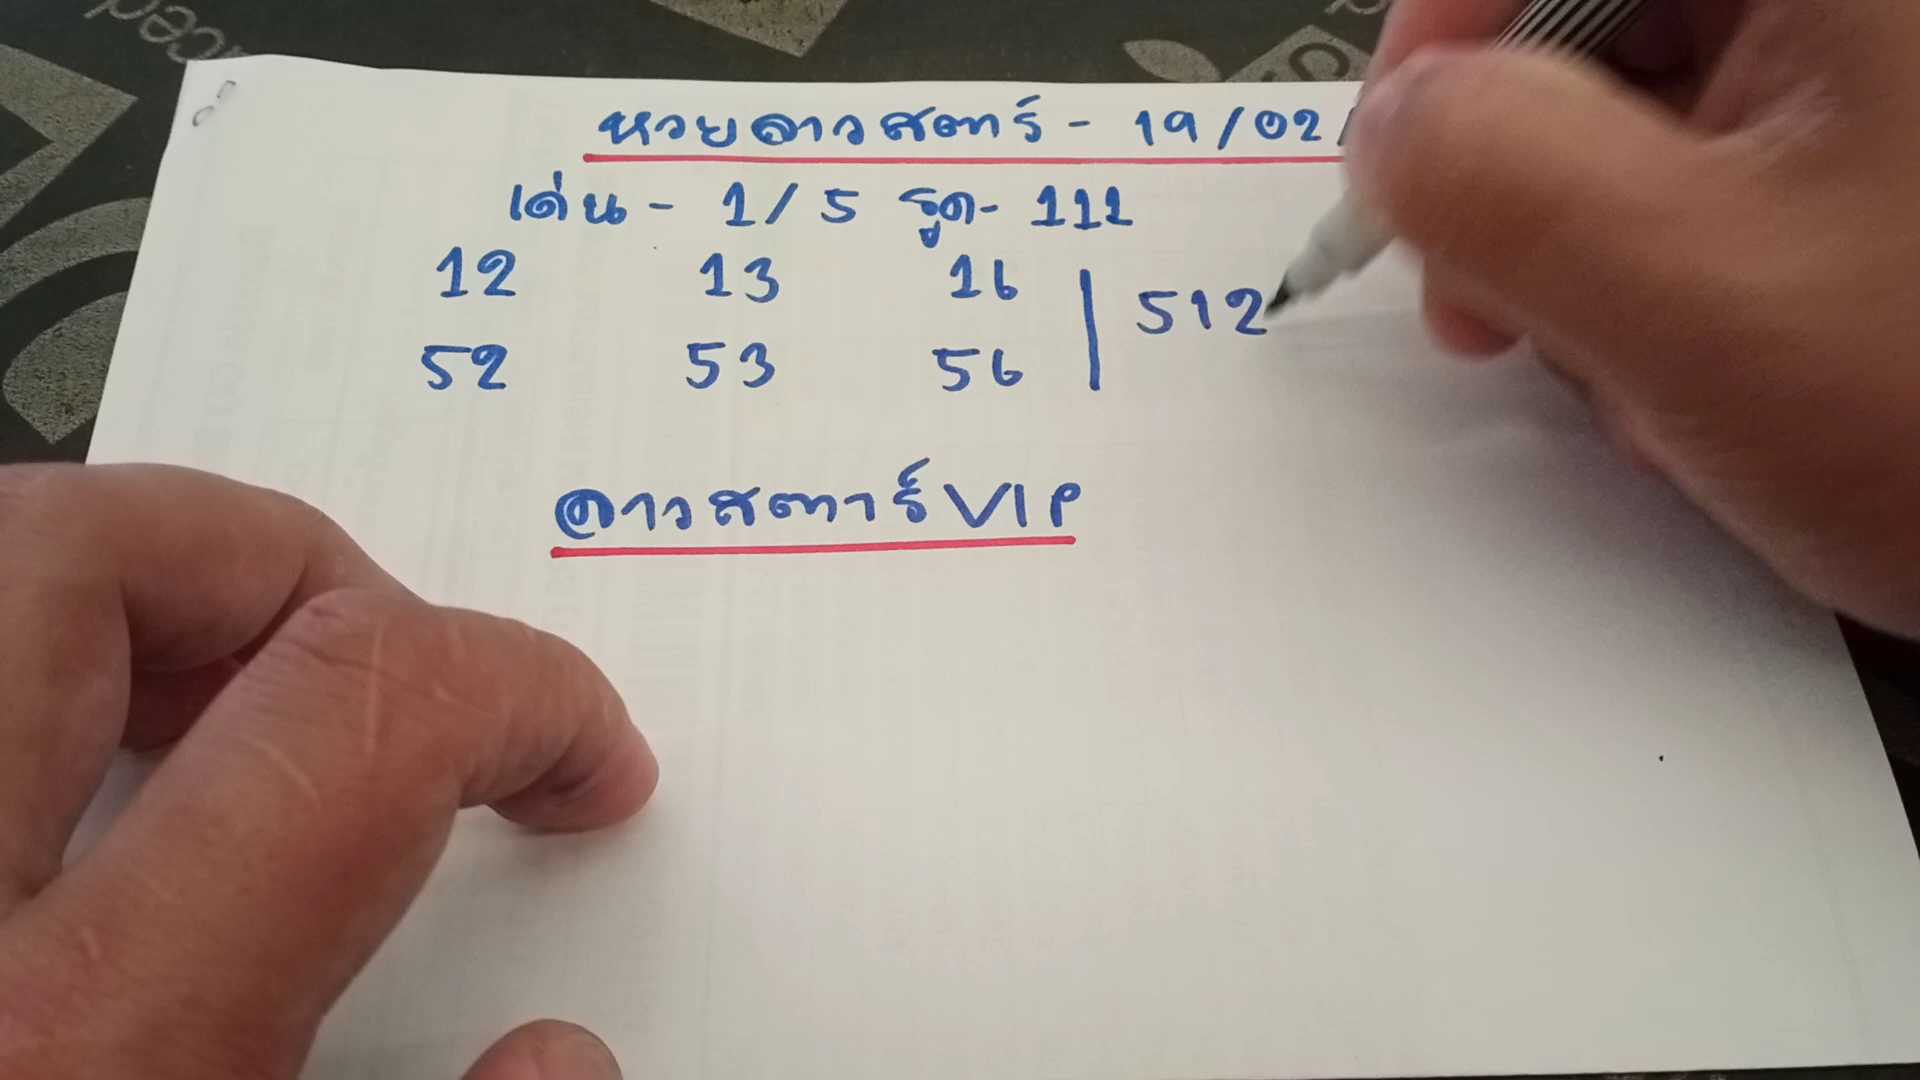 หวยลาวสตาร์ - 19/02/
เด่น - 1/5 รูด - 111
12 13 16 | 512
52 53 56
ลาวสตาร์ VIP